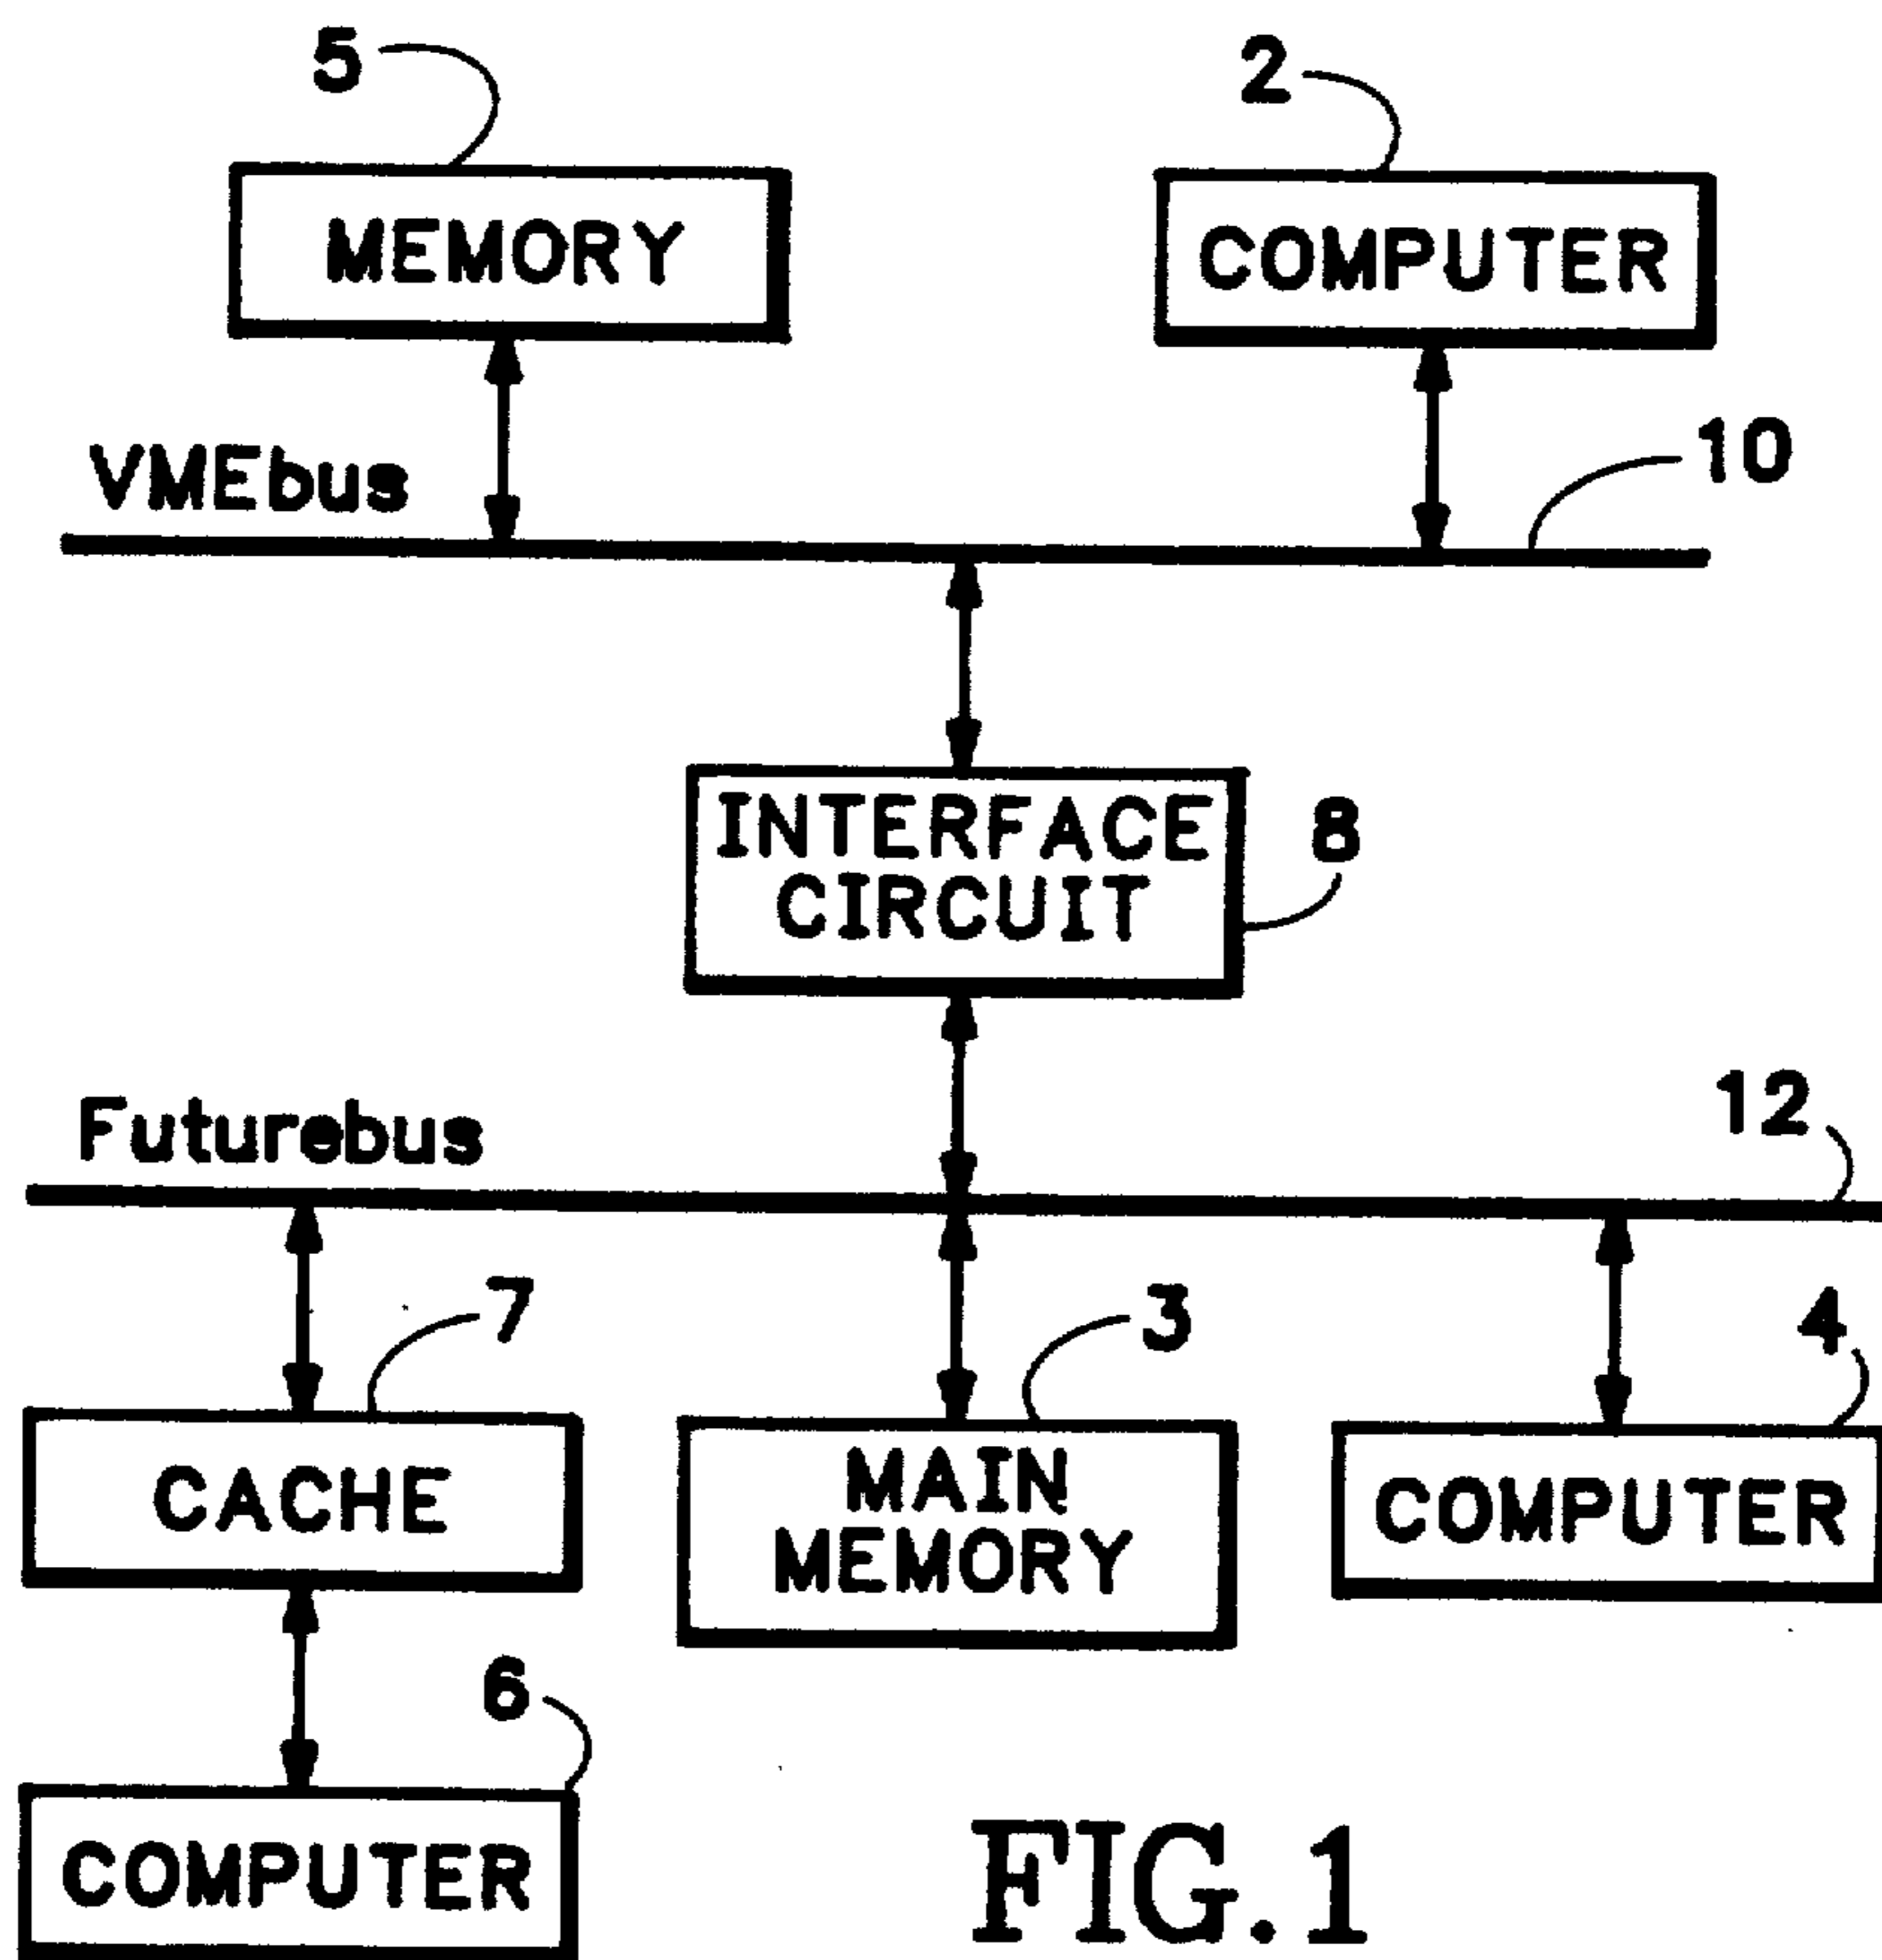 5
2
MEMORY
COMPUTER
VMEbus
10
INTERFACE
CIRCUIT
8
Futurebus
12
7
3
4
CACHE
MAIN
MEMORY
COMPUTER
6
COMPUTER
FIG.1